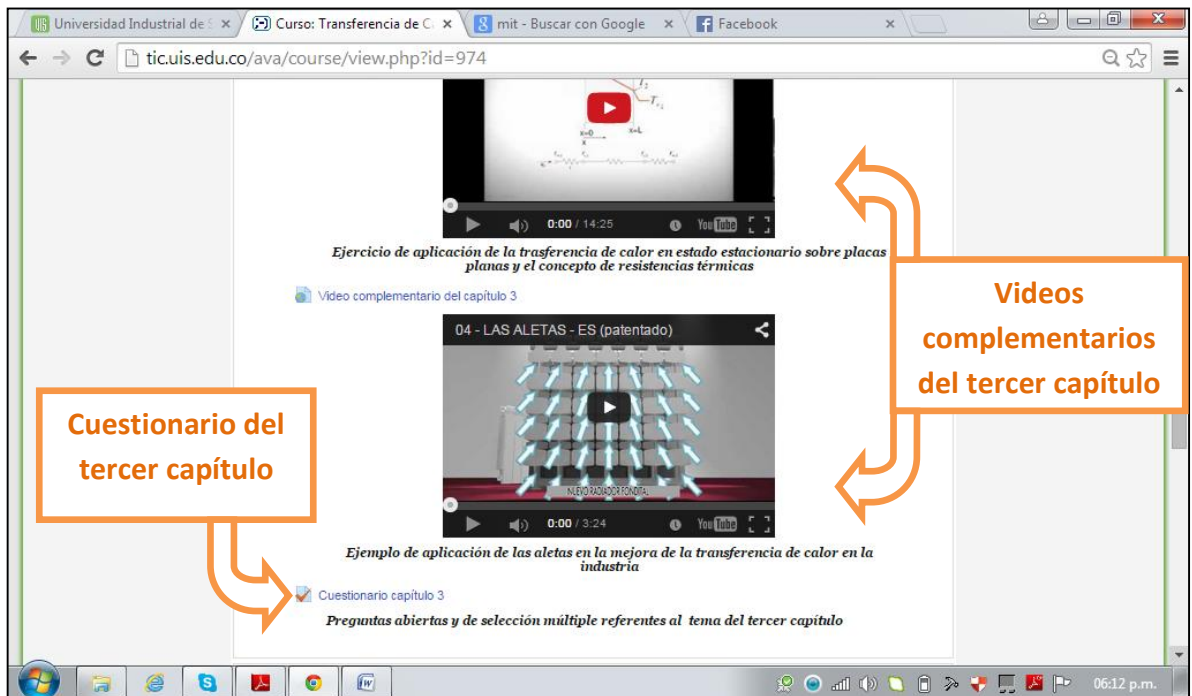 Universidad Industrial de S
Curso: Transferencia de C
mit - Buscar con Google
Facebook
tic.uis.edu.co/ava/course/view.php?id=974
x=0
x=L
x
0:00 / 14:25
YouTube
Ejercicio de aplicación de la trasferencia de calor en estado estacionario sobre placas
planas y el concepto de resistencias térmicas
Video complementario del capítulo 3
04 - LAS ALETAS - ES (patentado)
NUEVO RADIADOR FONDITAL
0:00 / 3:24
YouTube
Ejemplo de aplicación de las aletas en la mejora de la transferencia de calor en la
industria
Cuestionario capítulo 3
Preguntas abiertas y de selección múltiple referentes al tema del tercer capítulo
Videos
complementarios
del tercer capítulo
Cuestionario del
tercer capítulo
06:12 p.m.